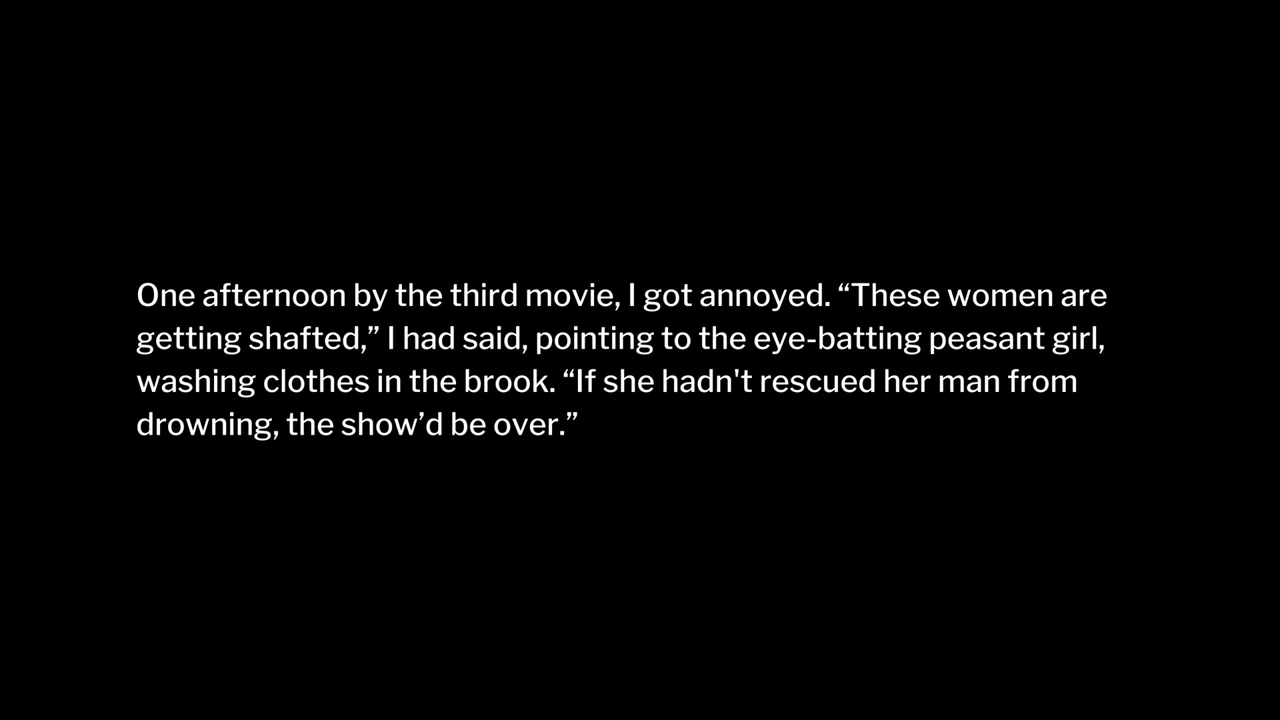 One afternoon by the third movie, I got annoyed. “These women are
getting shafted,” I had said, pointing to the eye-batting peasant girl,
washing clothes in the brook. “If she hadn't rescued her man from
drowning, the show’d be over.”